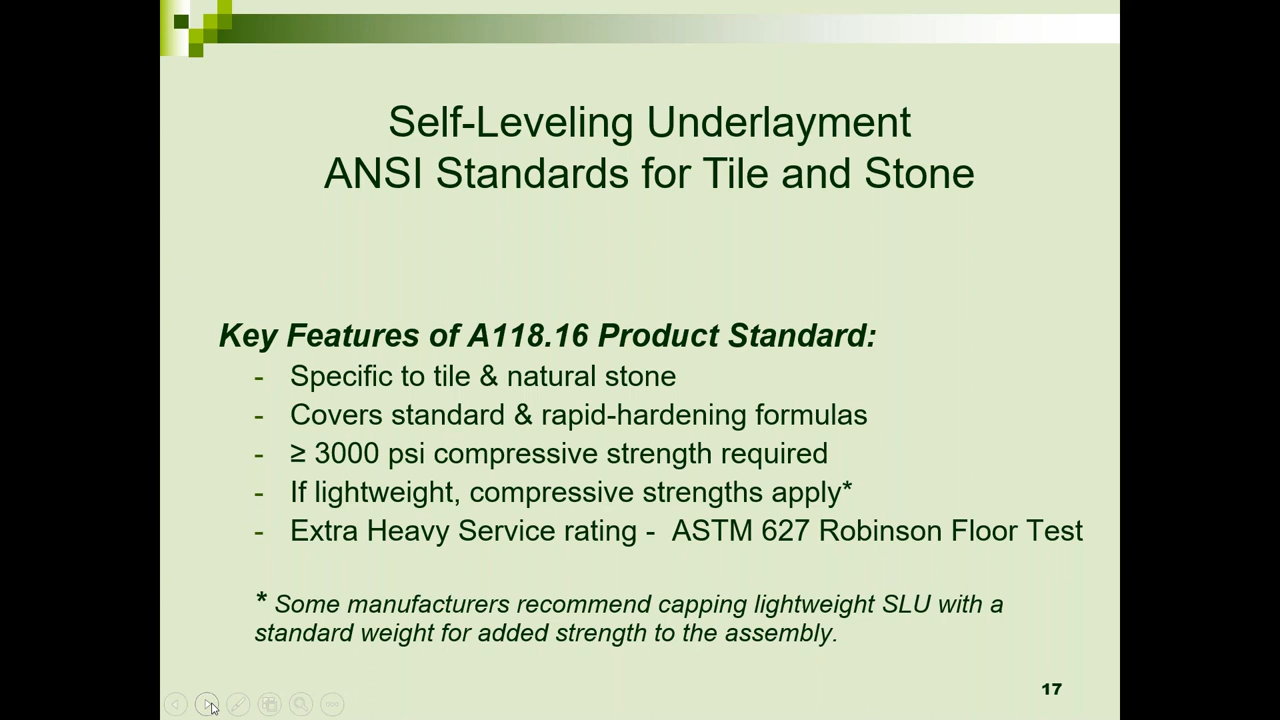 Self-Leveling Underlayment
ANSI Standards for Tile and Stone
Key Features of A118.16 Product Standard:
- Specific to tile & natural stone
- Covers standard & rapid-hardening formulas
- ≥ 3000 psi compressive strength required
- If lightweight, compressive strengths apply*
- Extra Heavy Service rating - ASTM 627 Robinson Floor Test
* Some manufacturers recommend capping lightweight SLU with a
standard weight for added strength to the assembly.
17